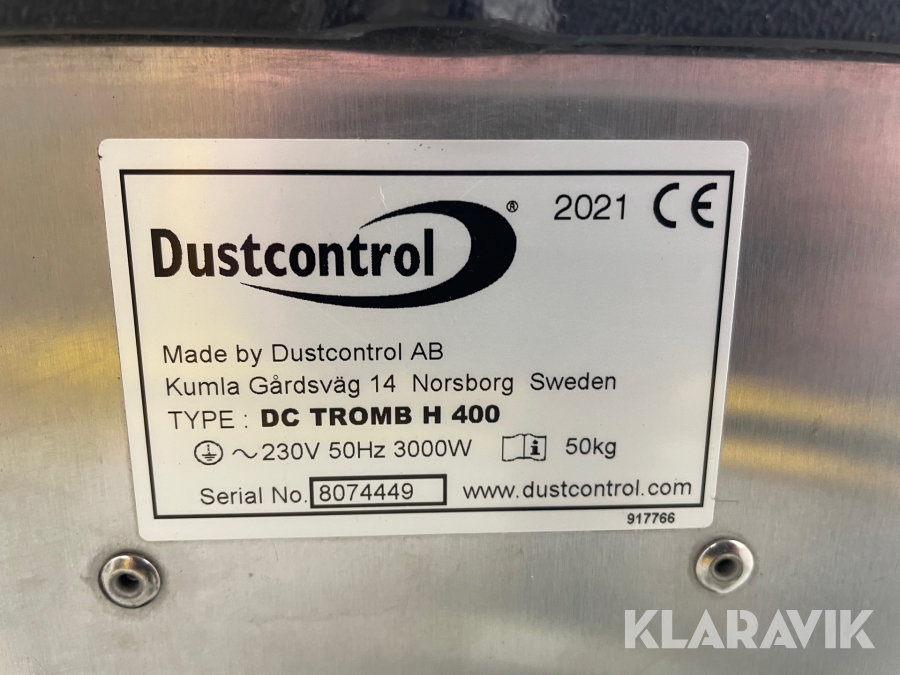 Dustcontrol ® 2021 CE
Made by Dustcontrol AB
Kumla Gårdsväg 14 Norsborg Sweden
TYPE : DC TROMB H 400
~230V 50Hz 3000W i 50kg
Serial No. 8074449 www.dustcontrol.com
917766
KLARAVIK